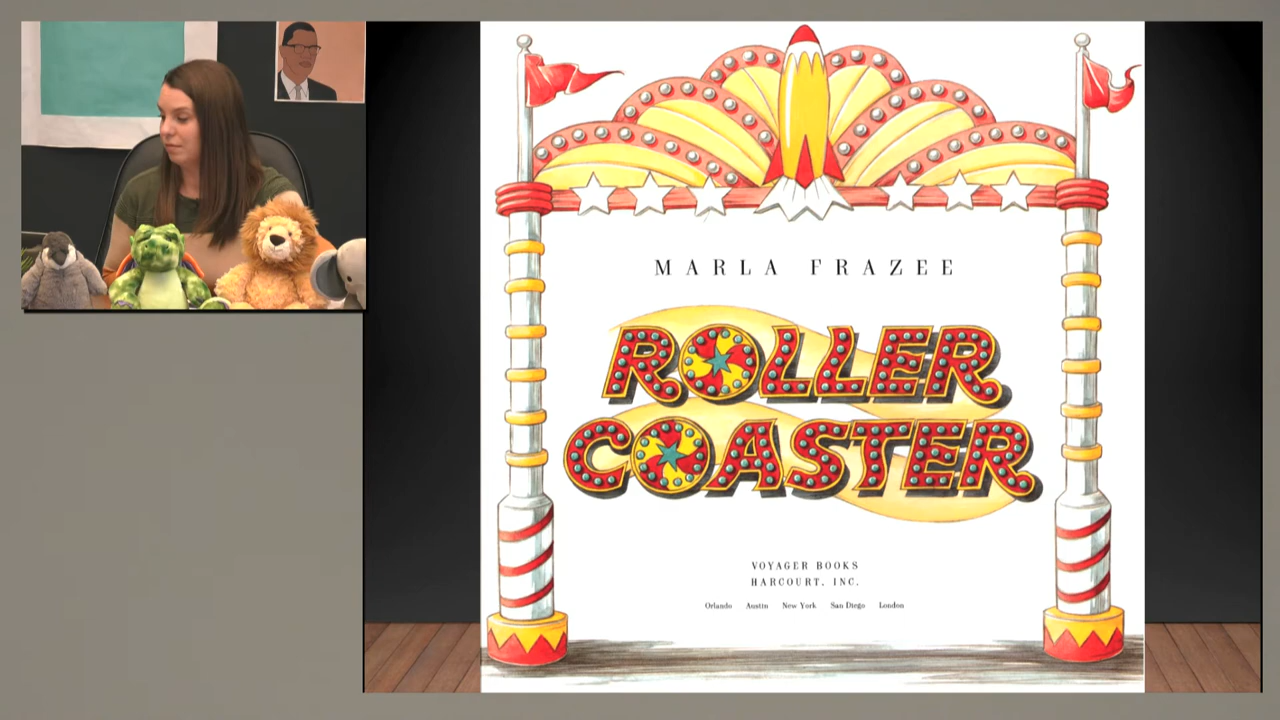 MARLA FRAZEE
ROLLER
COASTER
VOYAGER BOOKS
HARCOURT, INC.
Orlando Austin New York San Diego London